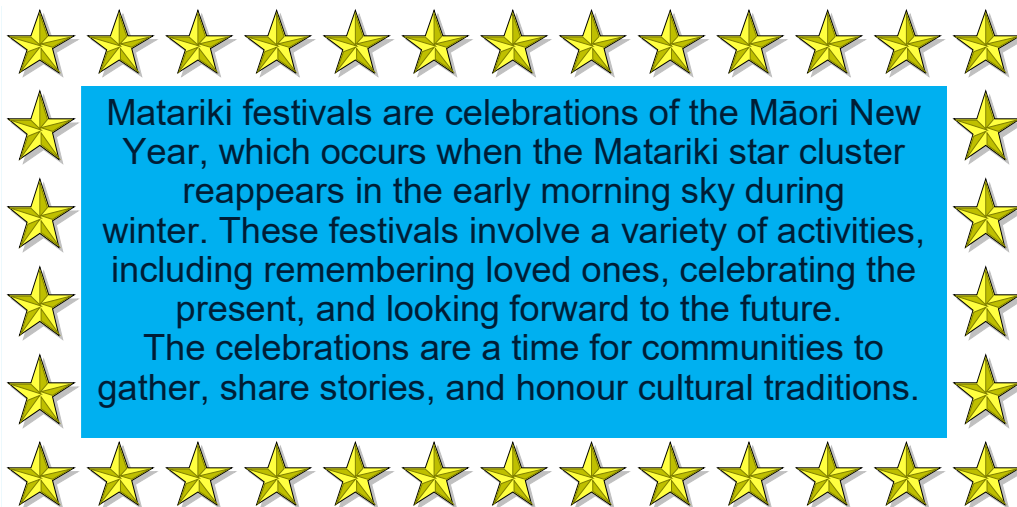 Matariki festivals are celebrations of the Māori New
Year, which occurs when the Matariki star cluster
reappears in the early morning sky during
winter. These festivals involve a variety of activities,
including remembering loved ones, celebrating the
present, and looking forward to the future.
The celebrations are a time for communities to
gather, share stories, and honour cultural traditions.